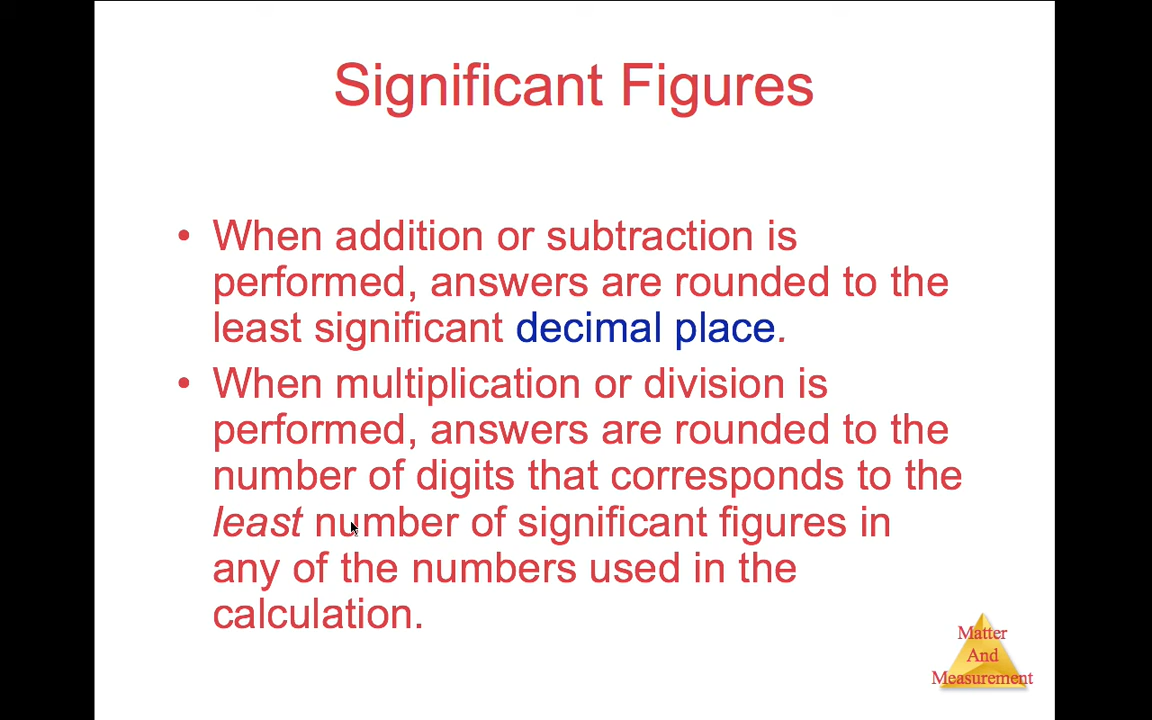 Significant Figures
• When addition or subtraction is
performed, answers are rounded to the
least significant decimal place.
• When multiplication or division is
performed, answers are rounded to the
number of digits that corresponds to the
least number of significant figures in
any of the numbers used in the
calculation.
Matter
And
Measurement